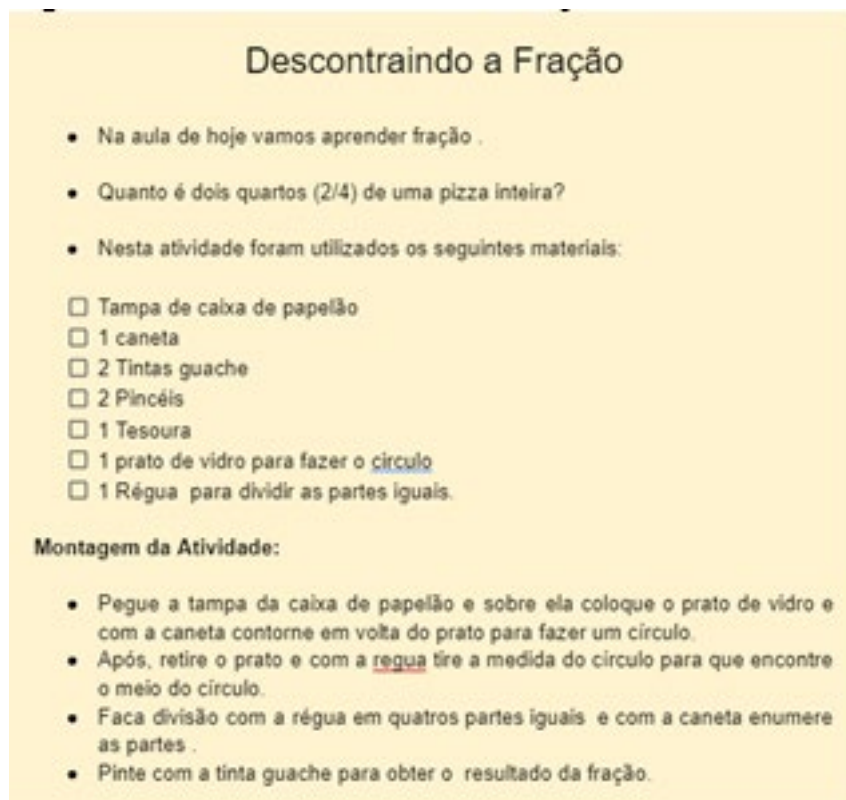 Descontraindo a Fração
• Na aula de hoje vamos aprender fração .
• Quanto é dois quartos (2/4) de uma pizza inteira?
• Nesta atividade foram utilizados os seguintes materiais:
☐ Tampa de caixa de papelão
☐ 1 caneta
☐ 2 Tintas guache
☐ 2 Pincéis
☐ 1 Tesoura
☐ 1 prato de vidro para fazer o circulo
☐ 1 Régua para dividir as partes iguais.
Montagem da Atividade:
• Pegue a tampa da caixa de papelão e sobre ela coloque o prato de vidro e
com a caneta contorne em volta do prato para fazer um círculo.
• Após, retire o prato e com a regua tire a medida do circulo para que encontre
o meio do círculo.
• Faca divisão com a régua em quatros partes iguais e com a caneta enumere
as partes .
• Pinte com a tinta guache para obter o resultado da fração.